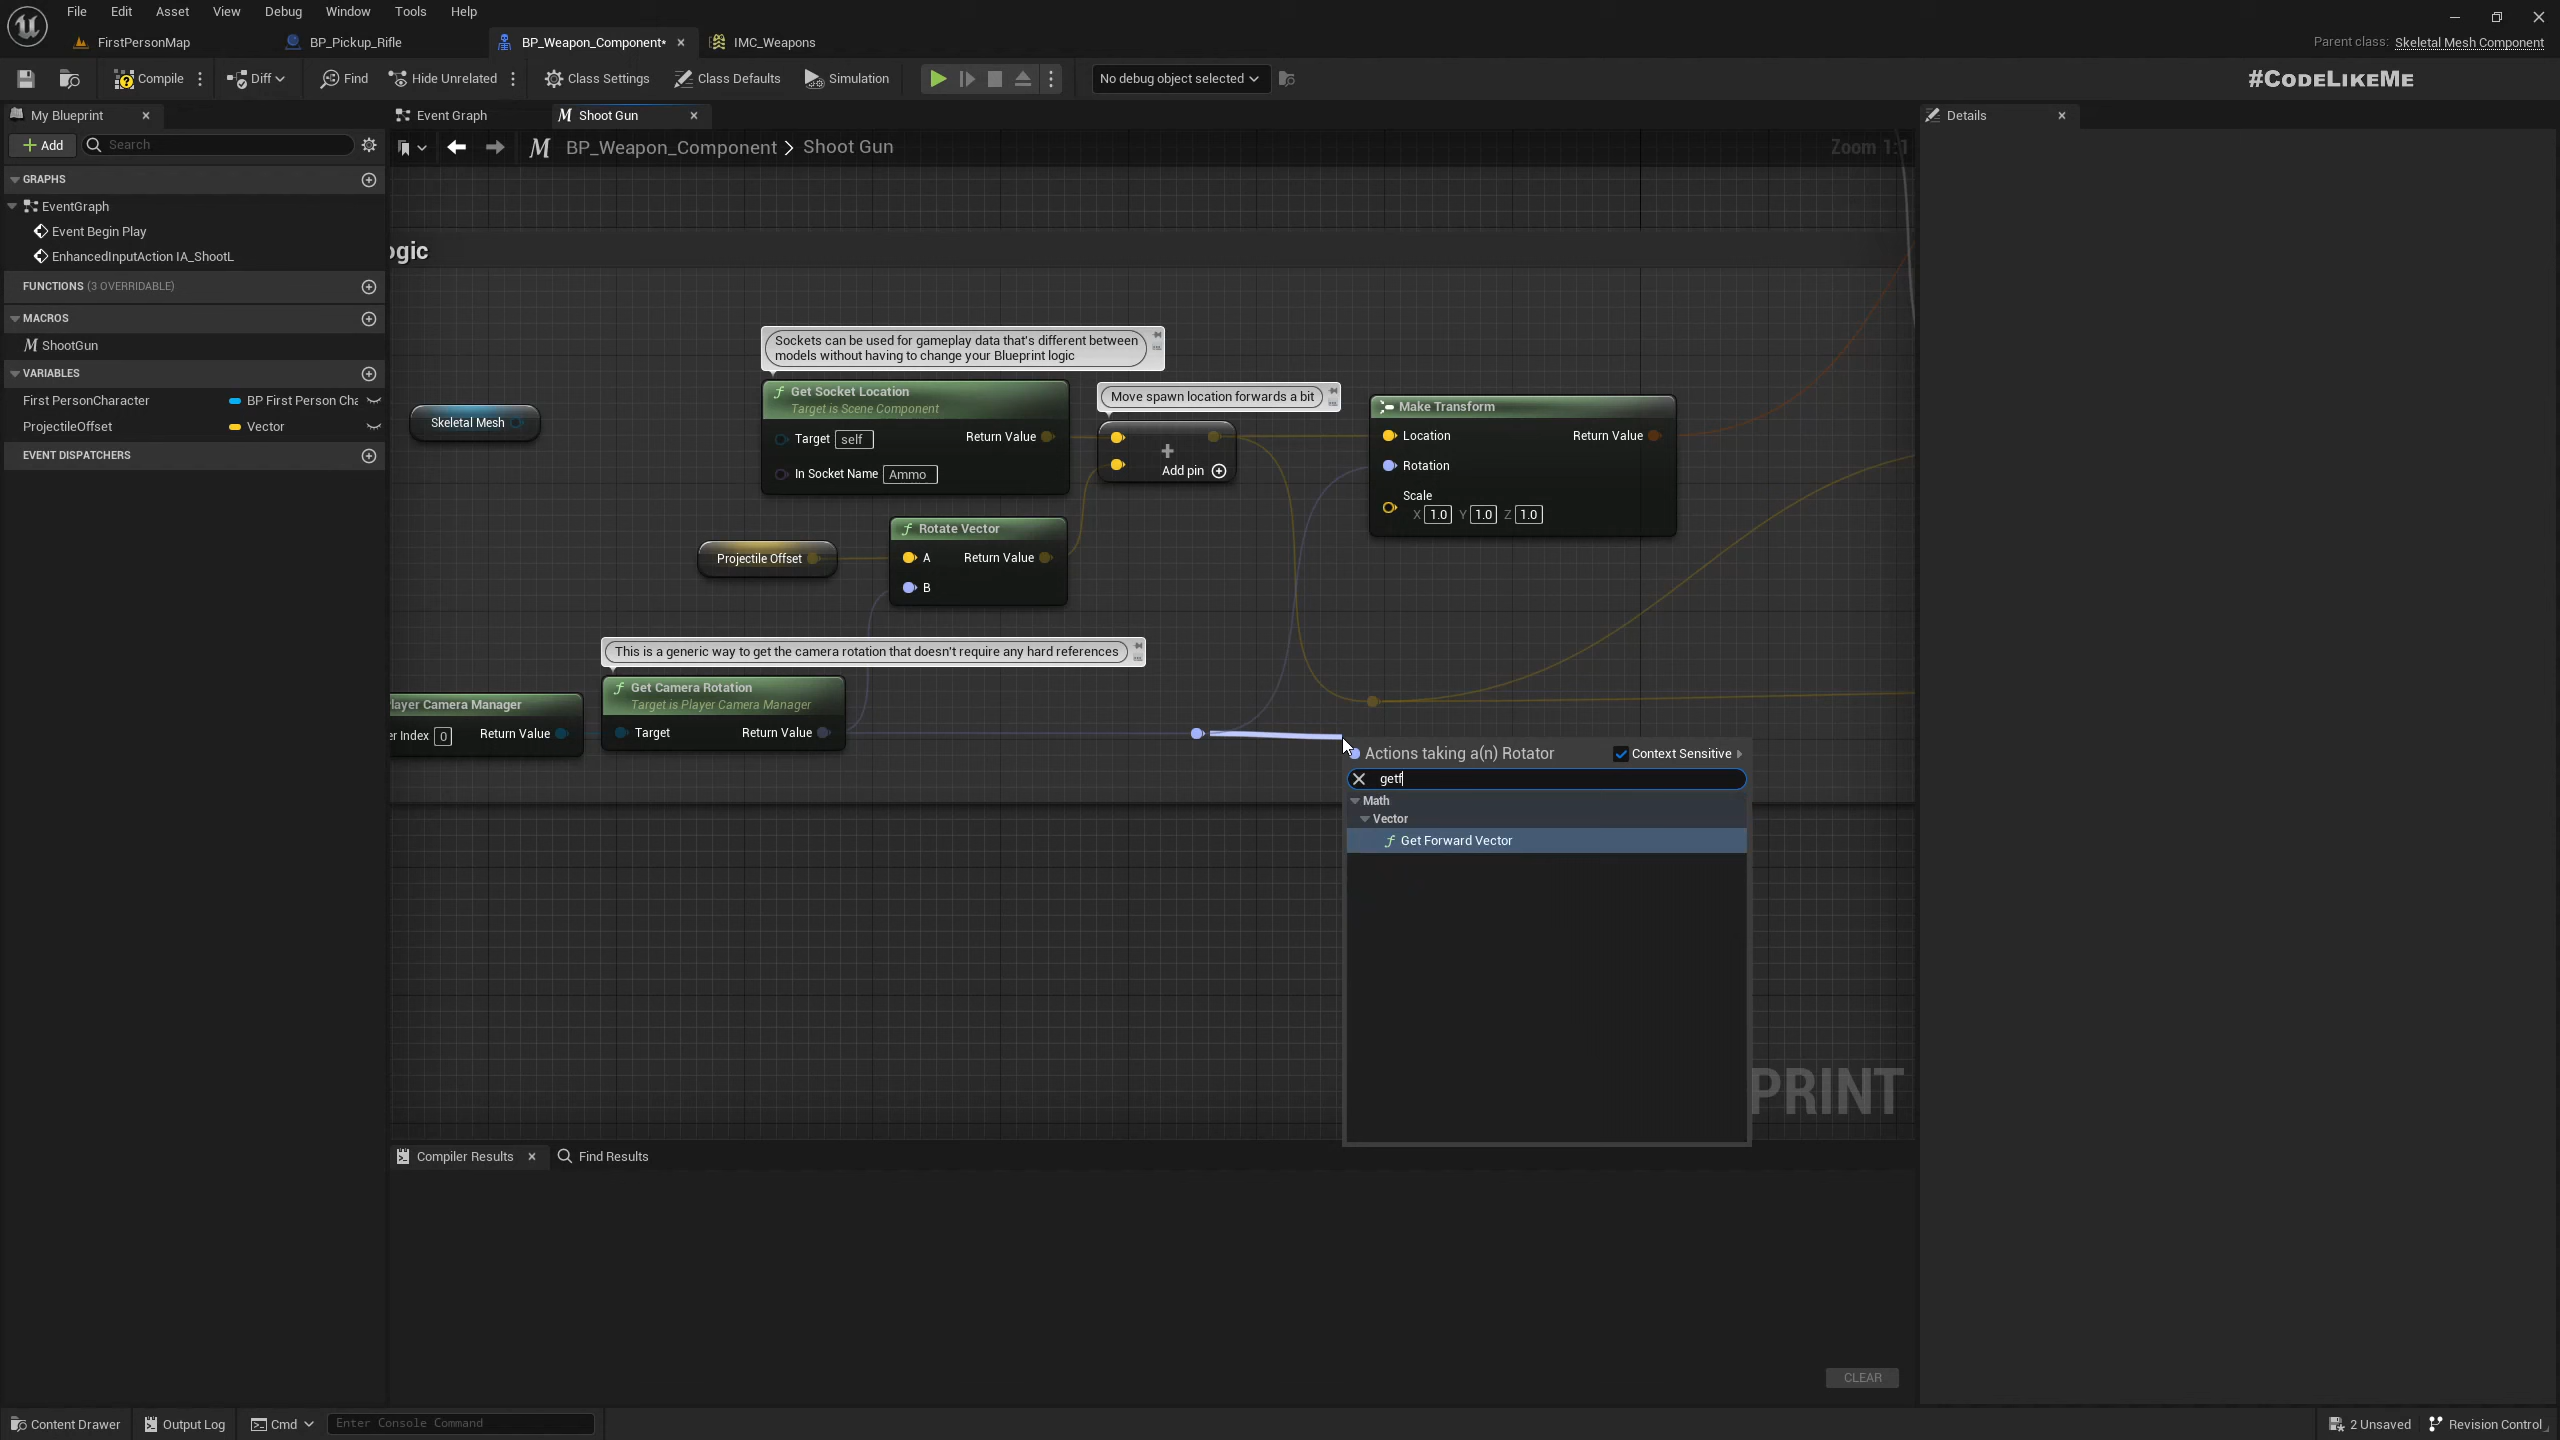 File Edit Asset View Debug Window Tools Help
FirstPersonMap BP_Pickup_Rifle BP_Weapon_Component* IMC_Weapons
Parent class: Skeletal Mesh Component
Compile Diff Find Hide Unrelated Class Settings Class Defaults Simulation No debug object selected
#CODELIKEME
My Blueprint
Event Graph Shoot Gun
Details
Add Search
BP_Weapon_Component > Shoot Gun
Zoom 1:1
GRAPHS
EventGraph
Event Begin Play
EnhancedInputAction IA_ShootL
FUNCTIONS (3 OVERRIDABLE)
MACROS
ShootGun
VARIABLES
First PersonCharacter BP First Person Cha
ProjectileOffset Vector
EVENT DISPATCHERS
ogic
Sockets can be used for gameplay data that's different between
models without having to change your Blueprint logic
Skeletal Mesh
Get Socket Location
Target is Scene Component
Target self Return Value
In Socket Name Ammo
Move spawn location forwards a bit
Add pin
Make Transform
Location Return Value
Rotation
Scale
X 1.0 Y 1.0 Z 1.0
Projectile Offset
Rotate Vector
A Return Value
B
This is a generic way to get the camera rotation that doesn't require any hard references
layer Camera Manager
er Index 0 Return Value
Get Camera Rotation
Target is Player Camera Manager
Target Return Value
Actions taking a(n) Rotator Context Sensitive
getf
Math
Vector
Get Forward Vector
PRINT
Compiler Results Find Results
CLEAR
Content Drawer Output Log Cmd Enter Console Command
2 Unsaved Revision Control